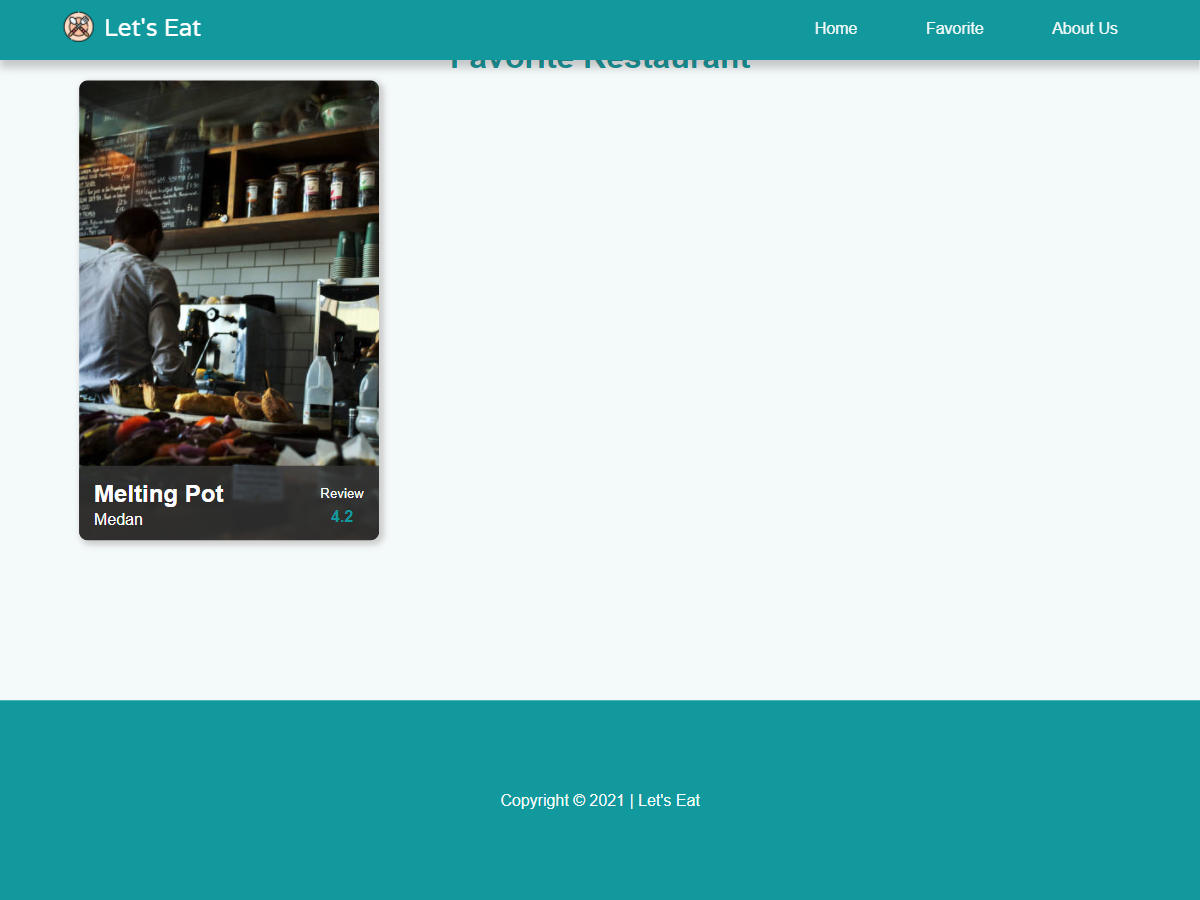 Let's Eat
Home
Favorite
About Us
Favorite Restaurant
Melting Pot
Medan
Review
4.2
Copyright © 2021 | Let's Eat